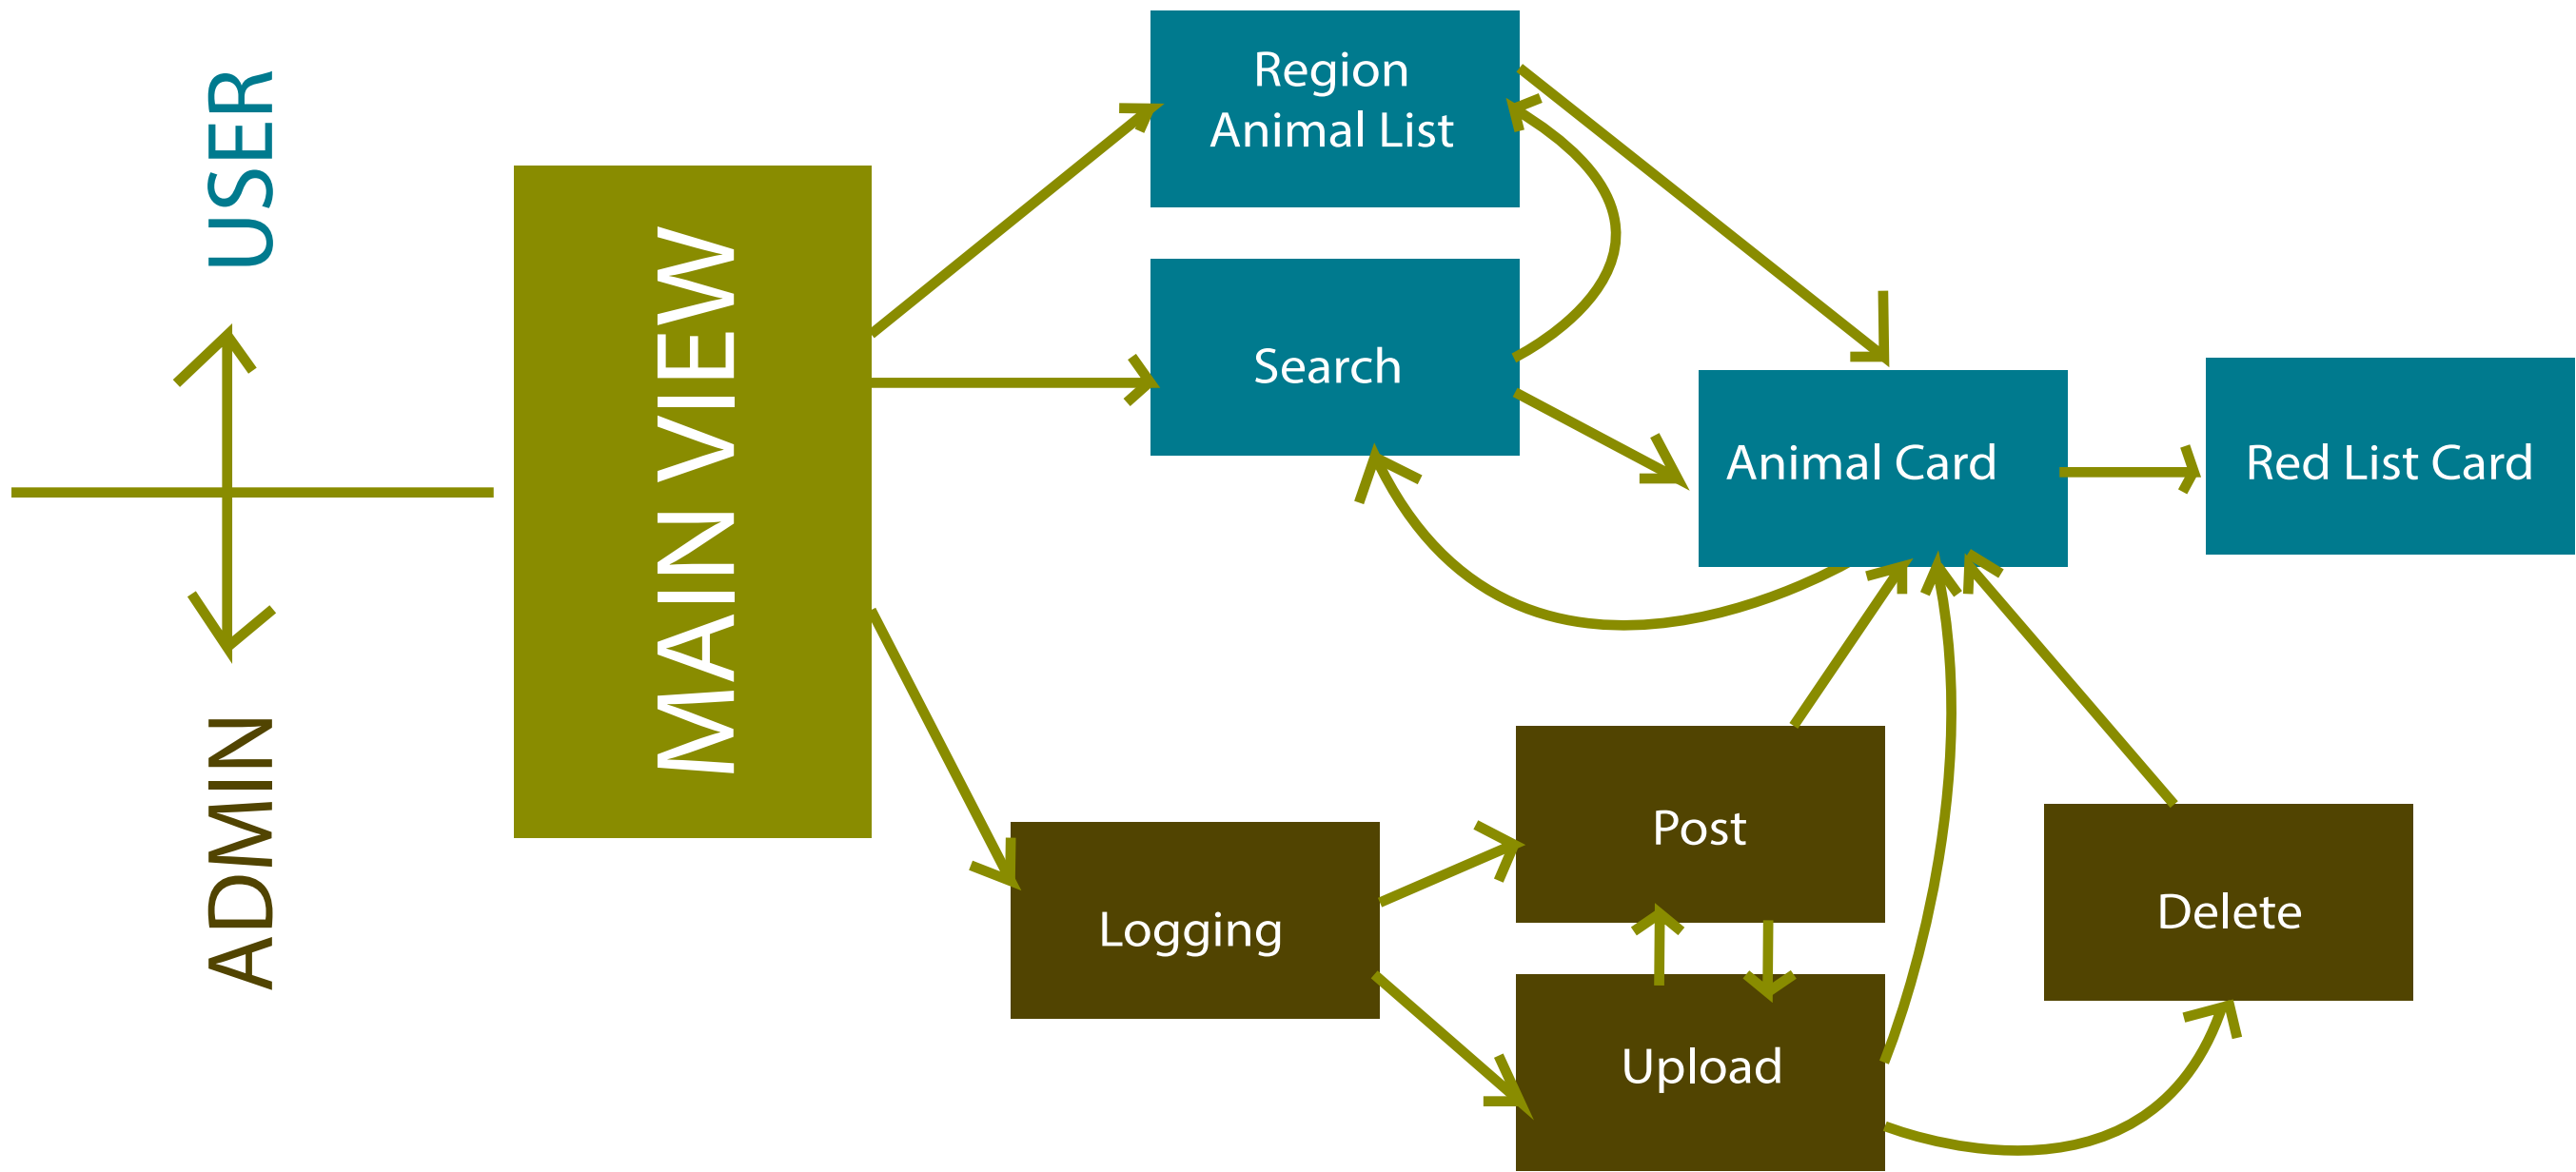 USER
ADMIN
MAIN VIEW
Region
Animal List
Search
Animal Card
Red List Card
Logging
Post
Upload
Delete